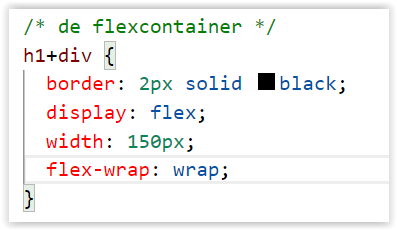 /* de flexcontainer */
h1+div {
border: 2px solid black;
display: flex;
width: 150px;
flex-wrap: wrap;
}